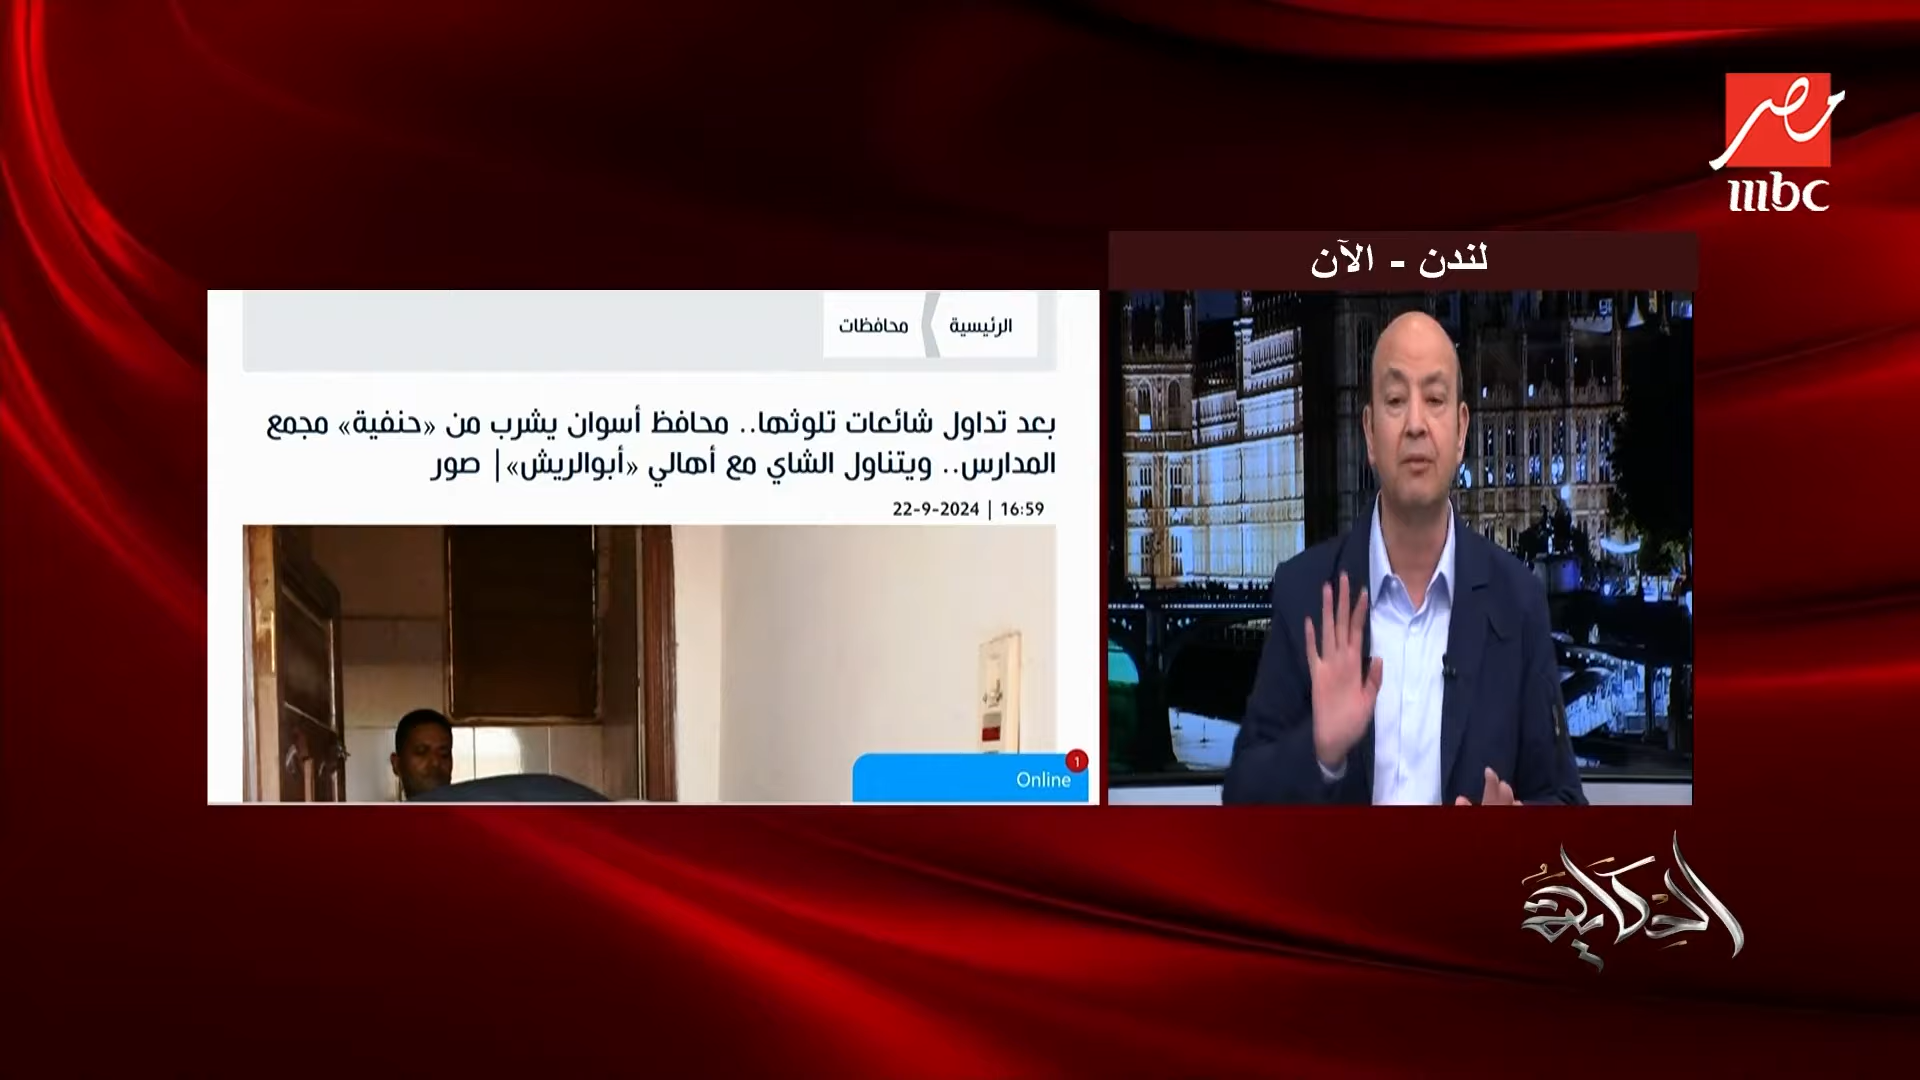 مصر
mbc
لندن - الآن
الرئيسية
محافظات
بعد تداول شائعات تلوثها.. محافظ أسوان يشرب من «حنفية» مجمع
المدارس.. ويتناول الشاي مع أهالي «أبوالريش»| صور
22-9-2024 | 16:59
1
Online
الحكاية